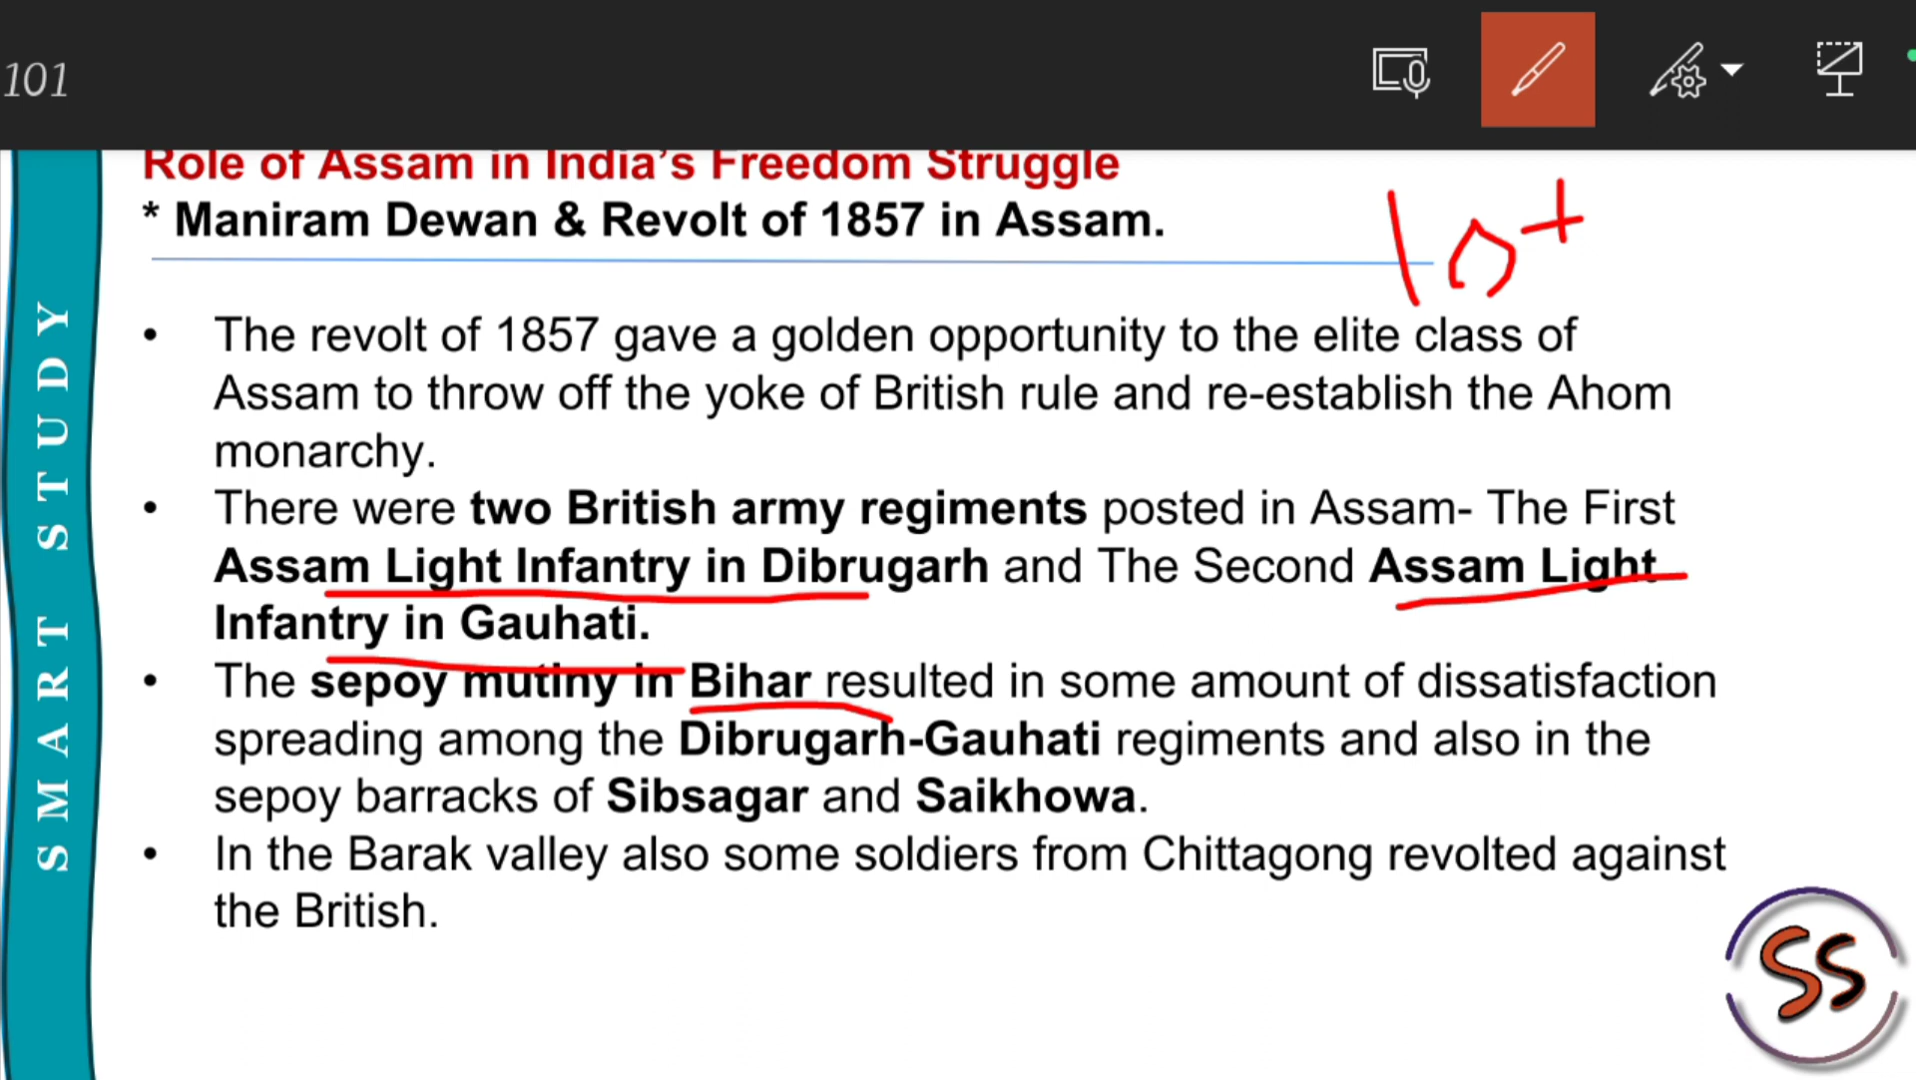 101
Role of Assam in India's Freedom Struggle
* Maniram Dewan & Revolt of 1857 in Assam.
10+
• The revolt of 1857 gave a golden opportunity to the elite class of
Assam to throw off the yoke of British rule and re-establish the Ahom
monarchy.
• There were two British army regiments posted in Assam- The First
Assam Light Infantry in Dibrugarh and The Second Assam Light
Infantry in Gauhati.
• The sepoy mutiny in Bihar resulted in some amount of dissatisfaction
spreading among the Dibrugarh-Gauhati regiments and also in the
sepoy barracks of Sibsagar and Saikhowa.
• In the Barak valley also some soldiers from Chittagong revolted against
the British.
SMART STUDY
SS